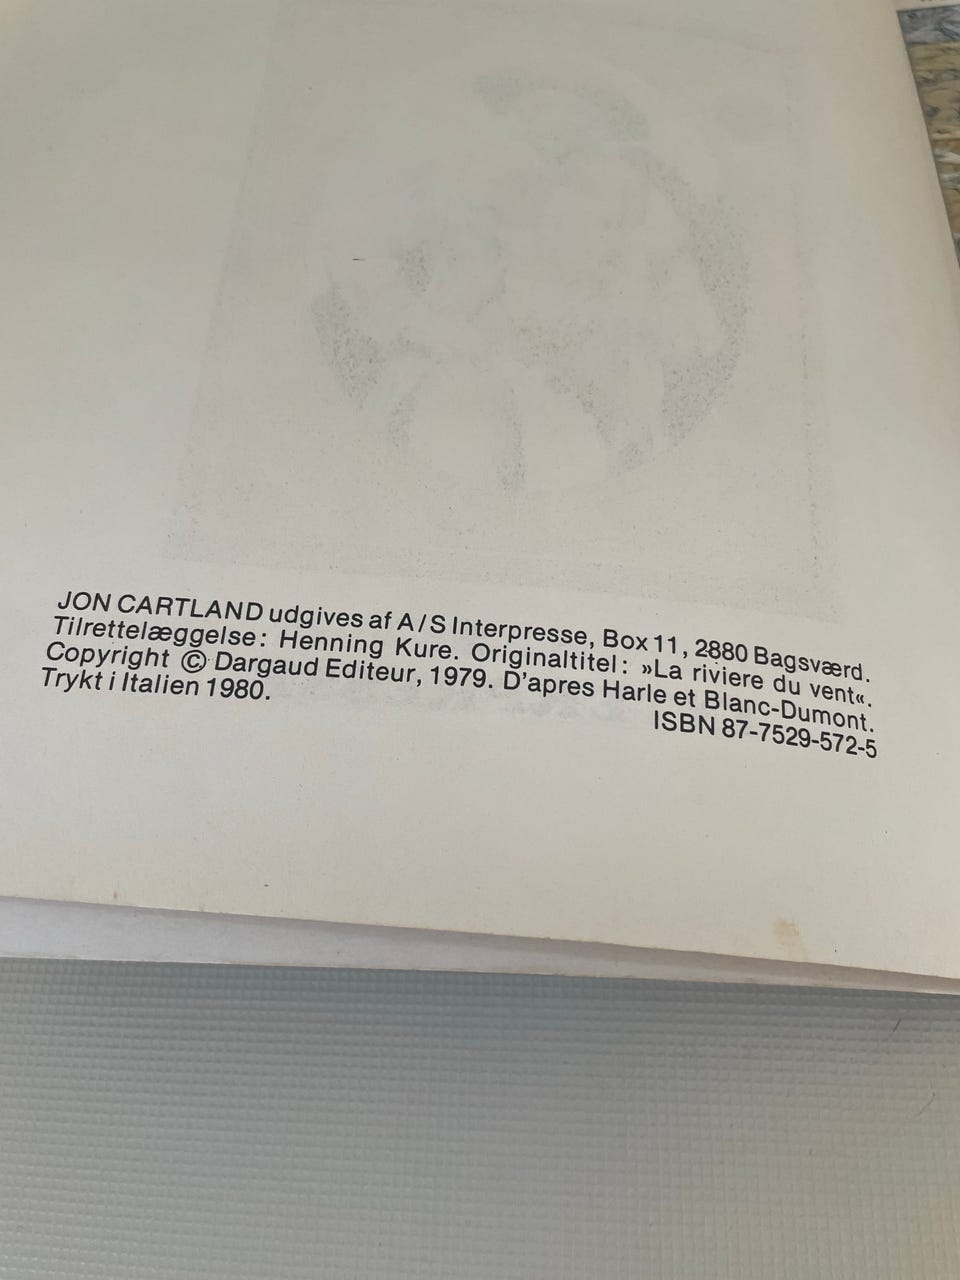 JON CARTLAND udgives af A/S Interpresse, Box 11, 2880 Bagsværd.
Tilrettelæggelse: Henning Kure. Originaltitel: »La riviere du vent«.
Copyright © Dargaud Editeur, 1979. D'apres Harle et Blanc-Dumont.
Trykt i Italien 1980.
ISBN 87-7529-572-5